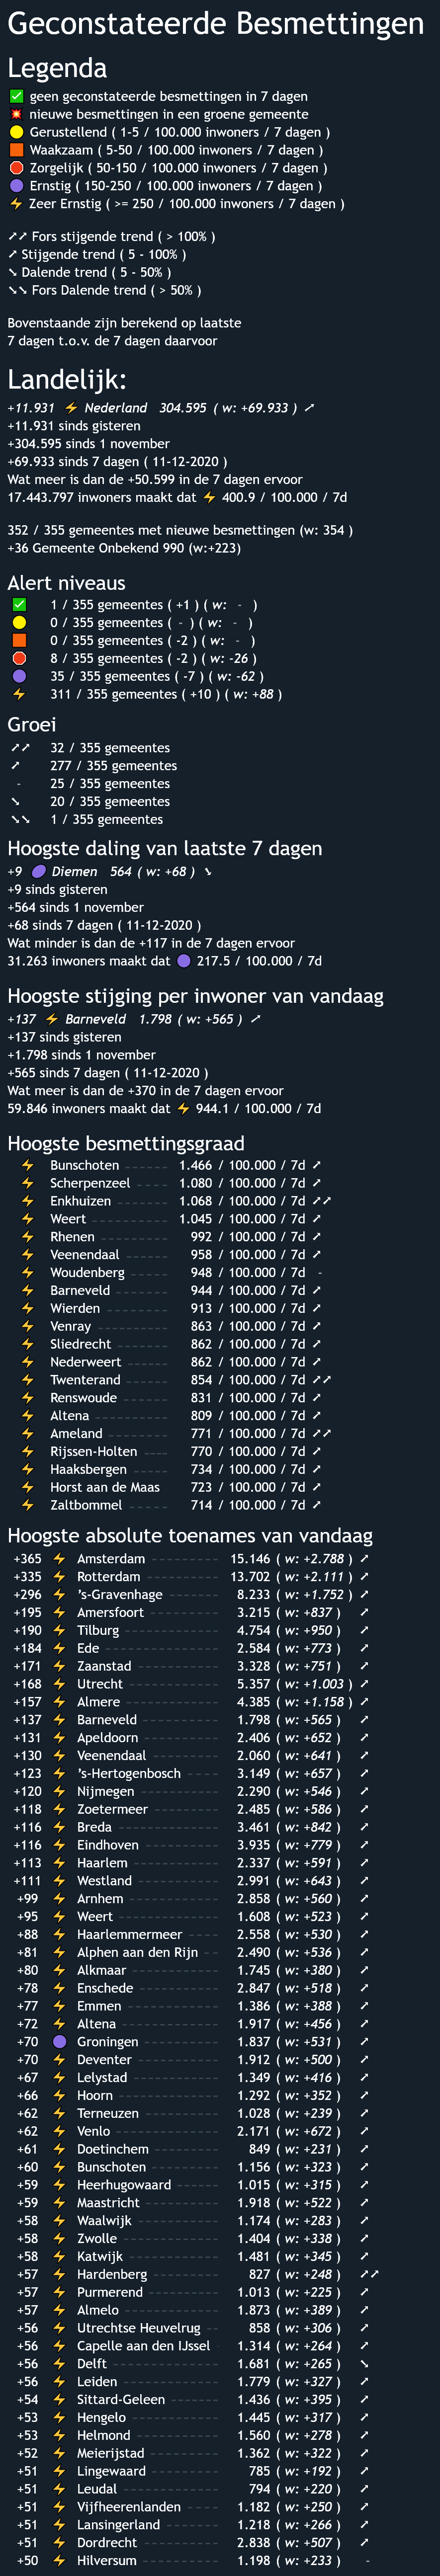 Geconstateerde Besmettingen
Legenda
✅ geen geconstateerde besmettingen in 7 dagen
💥 nieuwe besmettingen in een groene gemeente
🟡 Gerustellend ( 1-5 / 100.000 inwoners / 7 dagen )
🟧 Waakzaam ( 5-50 / 100.000 inwoners / 7 dagen )
🛑 Zorgelijk ( 50-150 / 100.000 inwoners / 7 dagen )
🟣 Ernstig ( 150-250 / 100.000 inwoners / 7 dagen )
⚡ Zeer Ernstig ( >= 250 / 100.000 inwoners / 7 dagen )
↗↗ Fors stijgende trend ( > 100% )
↗ Stijgende trend ( 5 - 100% )
↘ Dalende trend ( 5 - 50% )
↘↘ Fors Dalende trend ( > 50% )
Bovenstaande zijn berekend op laatste
7 dagen t.o.v. de 7 dagen daarvoor
Landelijk:
+11.931 ⚡ Nederland 304.595 ( w: +69.933 ) ↗
+11.931 sinds gisteren
+304.595 sinds 1 november
+69.933 sinds 7 dagen ( 11-12-2020 )
Wat meer is dan de +50.599 in de 7 dagen ervoor
17.443.797 inwoners maakt dat ⚡ 400.9 / 100.000 / 7d
352 / 355 gemeentes met nieuwe besmettingen (w: 354 )
+36 Gemeente Onbekend 990 (w:+223)
Alert niveaus
✅ 1 / 355 gemeentes ( +1 ) ( w: - )
🟡 0 / 355 gemeentes ( - ) ( w: - )
🟧 0 / 355 gemeentes ( -2 ) ( w: - )
🛑 8 / 355 gemeentes ( -2 ) ( w: -26 )
🟣 35 / 355 gemeentes ( -7 ) ( w: -62 )
⚡ 311 / 355 gemeentes ( +10 ) ( w: +88 )
Groei
↗↗ 32 / 355 gemeentes
↗ 277 / 355 gemeentes
- 25 / 355 gemeentes
↘ 20 / 355 gemeentes
↘↘ 1 / 355 gemeentes
Hoogste daling van laatste 7 dagen
+9 🟣 Diemen 564 ( w: +68 ) ↘
+9 sinds gisteren
+564 sinds 1 november
+68 sinds 7 dagen ( 11-12-2020 )
Wat minder is dan de +117 in de 7 dagen ervoor
31.263 inwoners maakt dat 🟣 217.5 / 100.000 / 7d
Hoogste stijging per inwoner van vandaag
+137 ⚡ Barneveld 1.798 ( w: +565 ) ↗
+137 sinds gisteren
+1.798 sinds 1 november
+565 sinds 7 dagen ( 11-12-2020 )
Wat meer is dan de +370 in de 7 dagen ervoor
59.846 inwoners maakt dat ⚡ 944.1 / 100.000 / 7d
Hoogste besmettingsgraad
⚡ Bunschoten ------ 1.466 / 100.000 / 7d ↗
⚡ Scherpenzeel ---- 1.080 / 100.000 / 7d ↗
⚡ Enkhuizen ------ 1.068 / 100.000 / 7d ↗↗
⚡ Weert ----------- 1.045 / 100.000 / 7d ↗
⚡ Rhenen --------- 992 / 100.000 / 7d ↗
⚡ Veenendaal ------ 958 / 100.000 / 7d ↗
⚡ Woudenberg ----- 948 / 100.000 / 7d -
⚡ Barneveld ------- 944 / 100.000 / 7d ↗
⚡ Wierden --------- 913 / 100.000 / 7d ↗
⚡ Venray ---------- 863 / 100.000 / 7d ↗
⚡ Sliedrecht ------- 862 / 100.000 / 7d ↗
⚡ Nederweert ------ 862 / 100.000 / 7d ↗
⚡ Twenterand ------ 854 / 100.000 / 7d ↗↗
⚡ Renswoude ------ 831 / 100.000 / 7d ↗
⚡ Altena ---------- 809 / 100.000 / 7d ↗
⚡ Ameland -------- 771 / 100.000 / 7d ↗↗
⚡ Rijssen-Holten ---- 770 / 100.000 / 7d ↗
⚡ Haaksbergen ----- 734 / 100.000 / 7d ↗
⚡ Horst aan de Maas 723 / 100.000 / 7d ↗
⚡ Zaltbommel ----- 714 / 100.000 / 7d ↗
Hoogste absolute toenames van vandaag
+365 ⚡ Amsterdam ---------- 15.146 ( w: +2.788 ) ↗
+335 ⚡ Rotterdam ---------- 13.702 ( w: +2.111 ) ↗
+296 ⚡ 's-Gravenhage -------- 8.233 ( w: +1.752 ) ↗
+195 ⚡ Amersfoort ---------- 3.215 ( w: +837 ) ↗
+190 ⚡ Tilburg -------------- 4.754 ( w: +950 ) ↗
+184 ⚡ Ede ---------------- 2.584 ( w: +773 ) ↗
+171 ⚡ Zaanstad ------------ 3.328 ( w: +751 ) ↗
+168 ⚡ Utrecht ------------- 5.357 ( w: +1.003 ) ↗
+157 ⚡ Almere ------------- 4.385 ( w: +1.158 ) ↗
+137 ⚡ Barneveld ----------- 1.798 ( w: +565 ) ↗
+131 ⚡ Apeldoorn ----------- 2.406 ( w: +652 ) ↗
+130 ⚡ Veenendaal ---------- 2.060 ( w: +641 ) ↗
+123 ⚡ 's-Hertogenbosch ----- 3.149 ( w: +657 ) ↗
+120 ⚡ Nijmegen ------------ 2.290 ( w: +546 ) ↗
+118 ⚡ Zoetermeer ---------- 2.485 ( w: +586 ) ↗
+116 ⚡ Breda --------------- 3.461 ( w: +842 ) ↗
+116 ⚡ Eindhoven ----------- 3.935 ( w: +779 ) ↗
+113 ⚡ Haarlem ------------ 2.337 ( w: +591 ) ↗
+111 ⚡ Westland ------------ 2.991 ( w: +643 ) ↗
+99 ⚡ Arnhem ------------- 2.858 ( w: +560 ) ↗
+95 ⚡ Weert --------------- 1.608 ( w: +523 ) ↗
+88 ⚡ Haarlemmermeer ----- 2.558 ( w: +530 ) ↗
+81 ⚡ Alphen aan den Rijn -- 2.490 ( w: +536 ) ↗
+80 ⚡ Alkmaar ------------- 1.745 ( w: +380 ) ↗
+78 ⚡ Enschede ------------ 2.847 ( w: +518 ) ↗
+77 ⚡ Emmen ------------- 1.386 ( w: +388 ) ↗
+72 ⚡ Altena -------------- 1.917 ( w: +456 ) ↗
+70 🟣 Groningen ----------- 1.837 ( w: +531 ) ↗
+70 ⚡ Deventer ------------ 1.912 ( w: +500 ) ↗
+67 ⚡ Lelystad ------------- 1.349 ( w: +416 ) ↗
+66 ⚡ Hoorn --------------- 1.292 ( w: +352 ) ↗
+62 ⚡ Terneuzen ----------- 1.028 ( w: +239 ) ↗
+62 ⚡ Venlo --------------- 2.171 ( w: +672 ) ↗
+61 ⚡ Doetinchem ---------- 849 ( w: +231 ) ↗
+60 ⚡ Bunschoten ---------- 1.156 ( w: +323 ) ↗
+59 ⚡ Heerhugowaard ------ 1.015 ( w: +315 ) ↗
+59 ⚡ Maastricht ----------- 1.918 ( w: +522 ) ↗
+58 ⚡ Waalwijk ------------ 1.174 ( w: +283 ) ↗
+58 ⚡ Zwolle -------------- 1.404 ( w: +338 ) ↗
+58 ⚡ Katwijk ------------- 1.481 ( w: +345 ) ↗
+57 ⚡ Hardenberg ---------- 827 ( w: +248 ) ↗↗
+57 ⚡ Purmerend ---------- 1.013 ( w: +225 ) ↗
+57 ⚡ Almelo -------------- 1.873 ( w: +389 ) ↗
+56 ⚡ Utrechtse Heuvelrug -- 858 ( w: +306 ) ↗
+56 ⚡ Capelle aan den IJssel 1.314 ( w: +264 ) ↗
+56 ⚡ Delft --------------- 1.681 ( w: +265 ) ↘
+56 ⚡ Leiden -------------- 1.779 ( w: +327 ) ↗
+54 ⚡ Sittard-Geleen ------- 1.436 ( w: +395 ) ↗
+53 ⚡ Hengelo ------------- 1.445 ( w: +317 ) ↗
+53 ⚡ Helmond ------------ 1.560 ( w: +278 ) ↗
+52 ⚡ Meierijstad ---------- 1.362 ( w: +322 ) ↗
+51 ⚡ Lingewaard ---------- 785 ( w: +192 ) ↗
+51 ⚡ Leudal -------------- 794 ( w: +220 ) ↗
+51 ⚡ Vijfheerenlanden ----- 1.182 ( w: +250 ) ↗
+51 ⚡ Lansingerland -------- 1.218 ( w: +266 ) ↗
+51 ⚡ Dordrecht ----------- 2.838 ( w: +507 ) ↗
+50 ⚡ Hilversum ----------- 1.198 ( w: +233 ) -